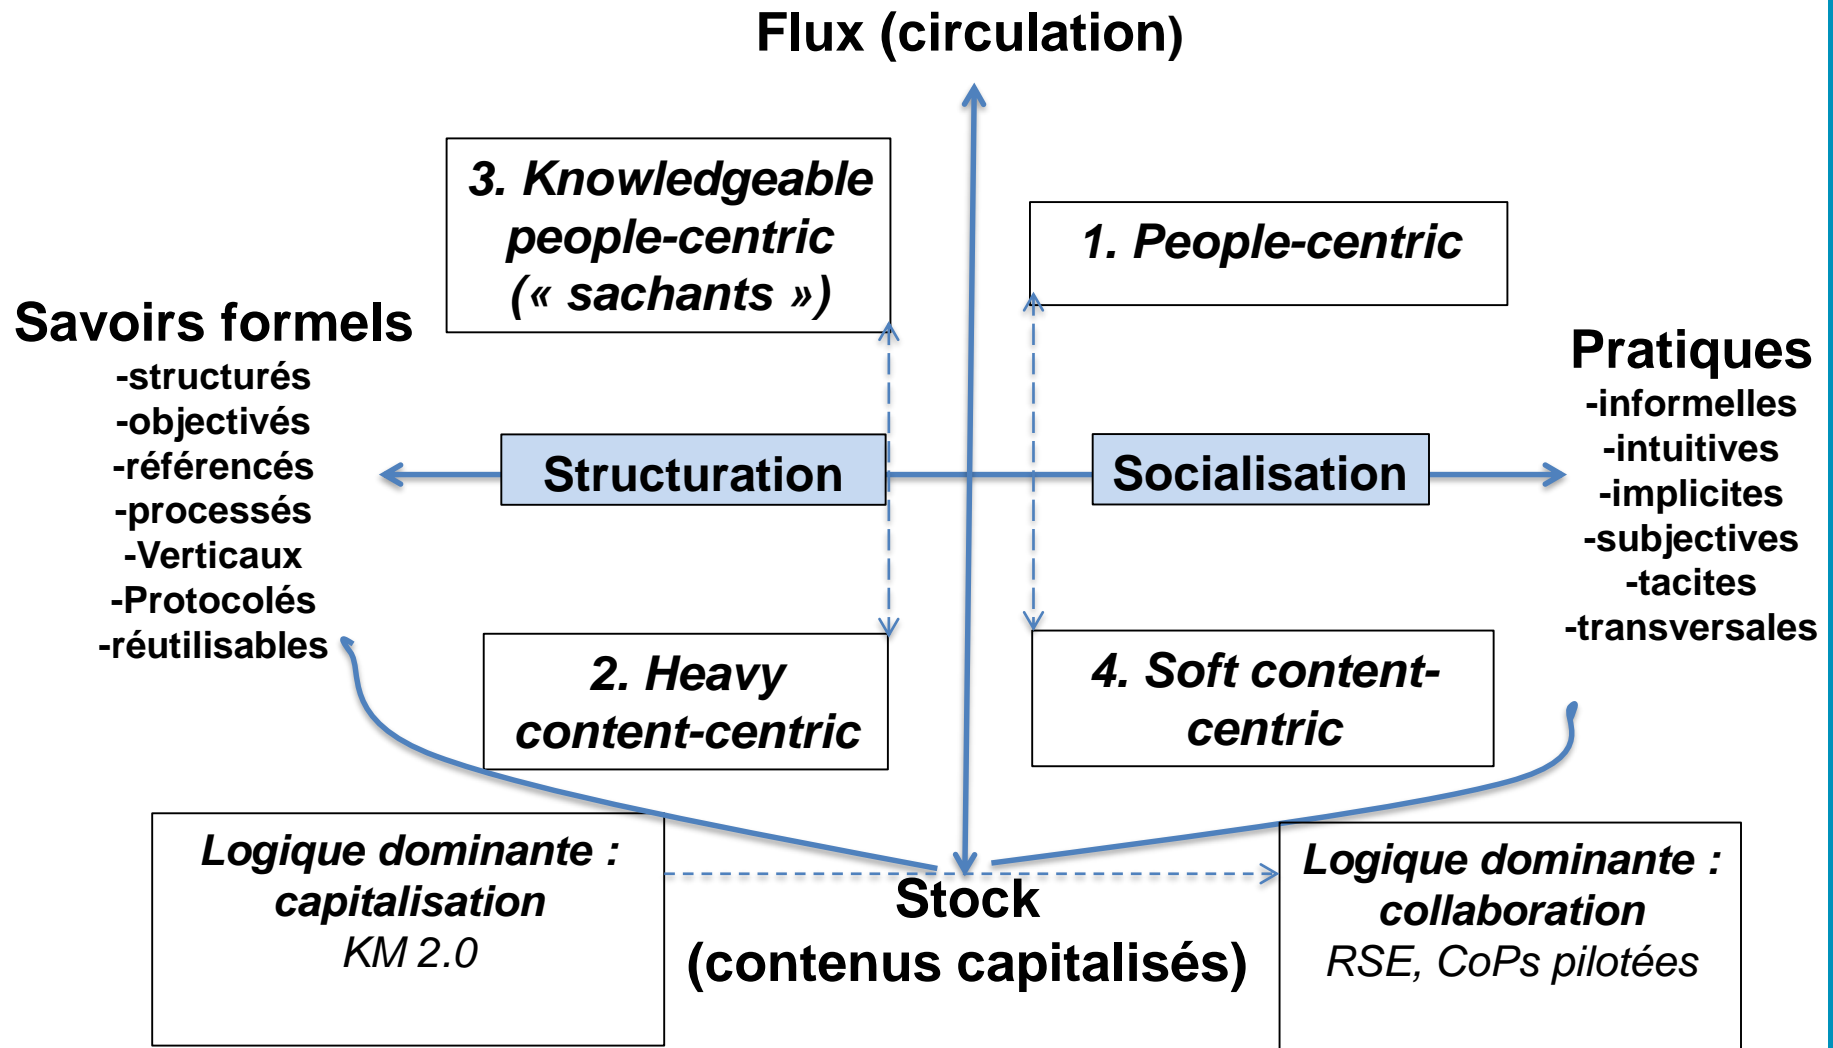 Flux (circulation)
3. Knowledgeable
people-centric
(« sachants »)
1. People-centric
Savoirs formels
-structurés
-objectivés
-référencés
-processés
-Verticaux
-Protocolés
-réutilisables
Structuration
Socialisation
Pratiques
-informelles
-intuitives
-implicites
-subjectives
-tacites
-transversales
2. Heavy
content-centric
4. Soft content-
centric
Logique dominante :
capitalisation
KM 2.0
Stock
(contenus capitalisés)
Logique dominante :
collaboration
RSE, CoPs pilotées